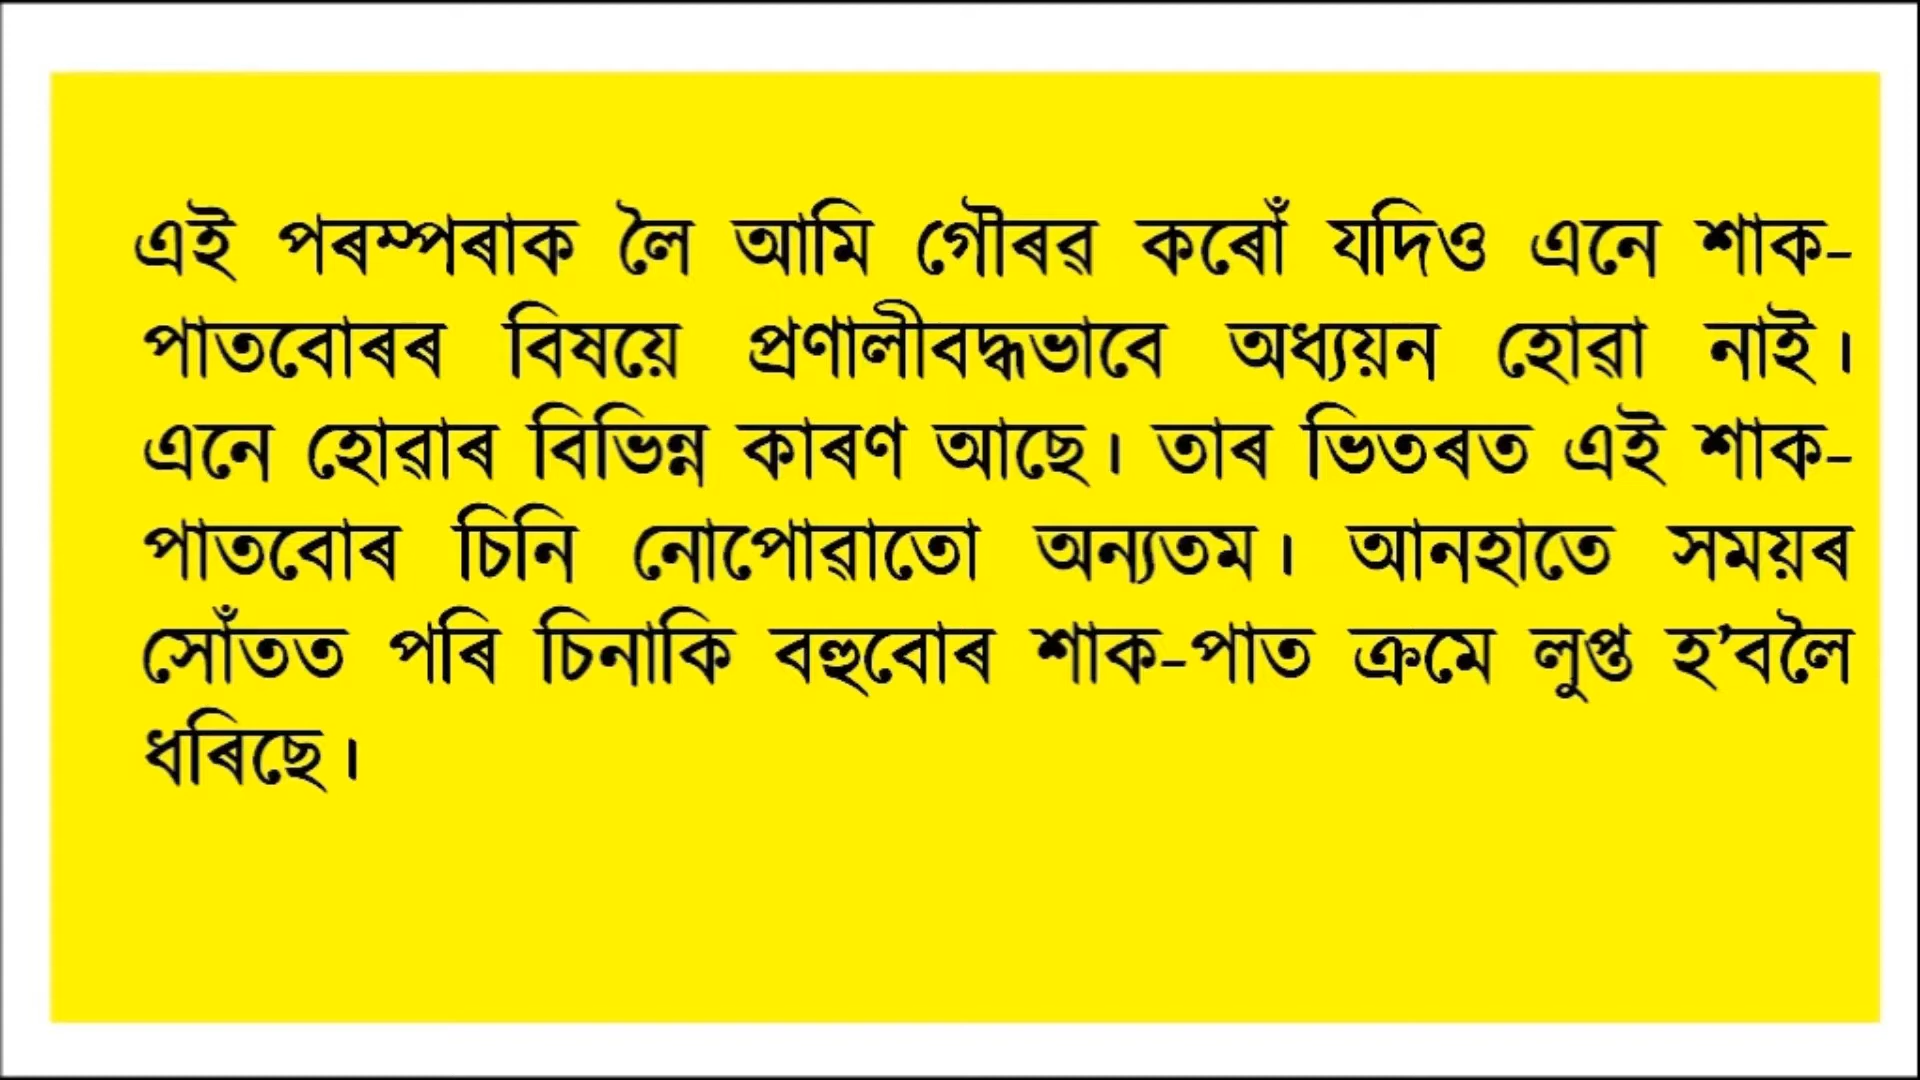 এই পৰম্পৰাক লৈ আমি গৌৰৱ কৰোঁ যদিও এনে শাক-
পাতবোৰৰ বিষয়ে প্ৰণালীবদ্ধভাবে অধ্যয়ন হোৱা নাই।
এনে হোৱাৰ বিভিন্ন কাৰণ আছে। তাৰ ভিতৰত এই শাক-
পাতবোৰ চিনি নোপোৱাতো অন্যতম। আনহাতে সময়ৰ
সোঁতত পৰি চিনাকি বহুবোৰ শাক-পাত ক্ৰমে লুপ্ত হ’বলৈ
ধৰিছে।